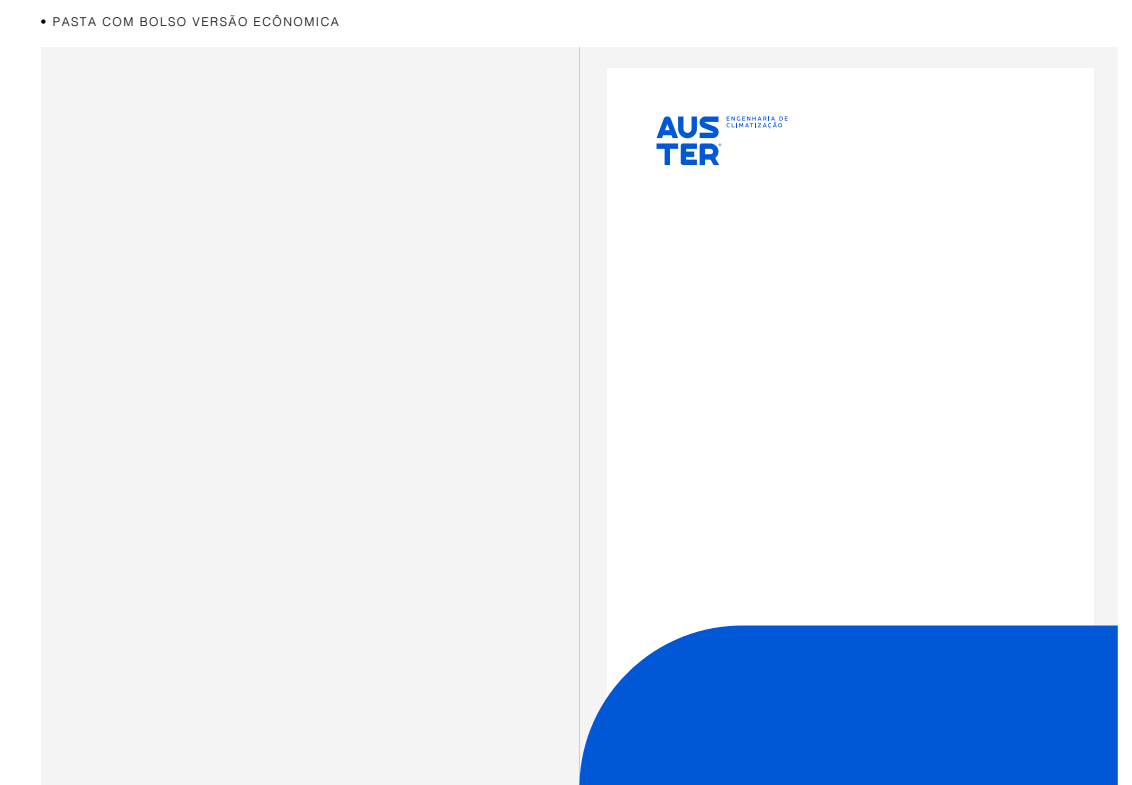 • PASTA COM BOLSO VERSÃO ECÔNOMICA
AUS
TER®
ENGENHARIA DE
CLIMATIZAÇÃO